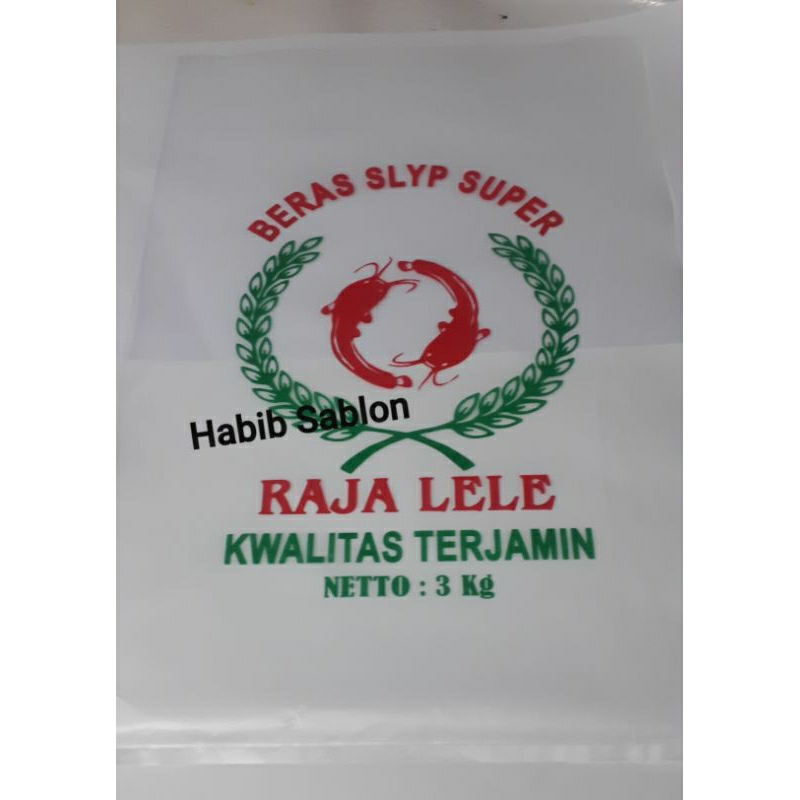 BERAS SLYP SUPER
Habib Sablon
RAJA LELE
KWALITAS TERJAMIN
NETTO : 3 Kg